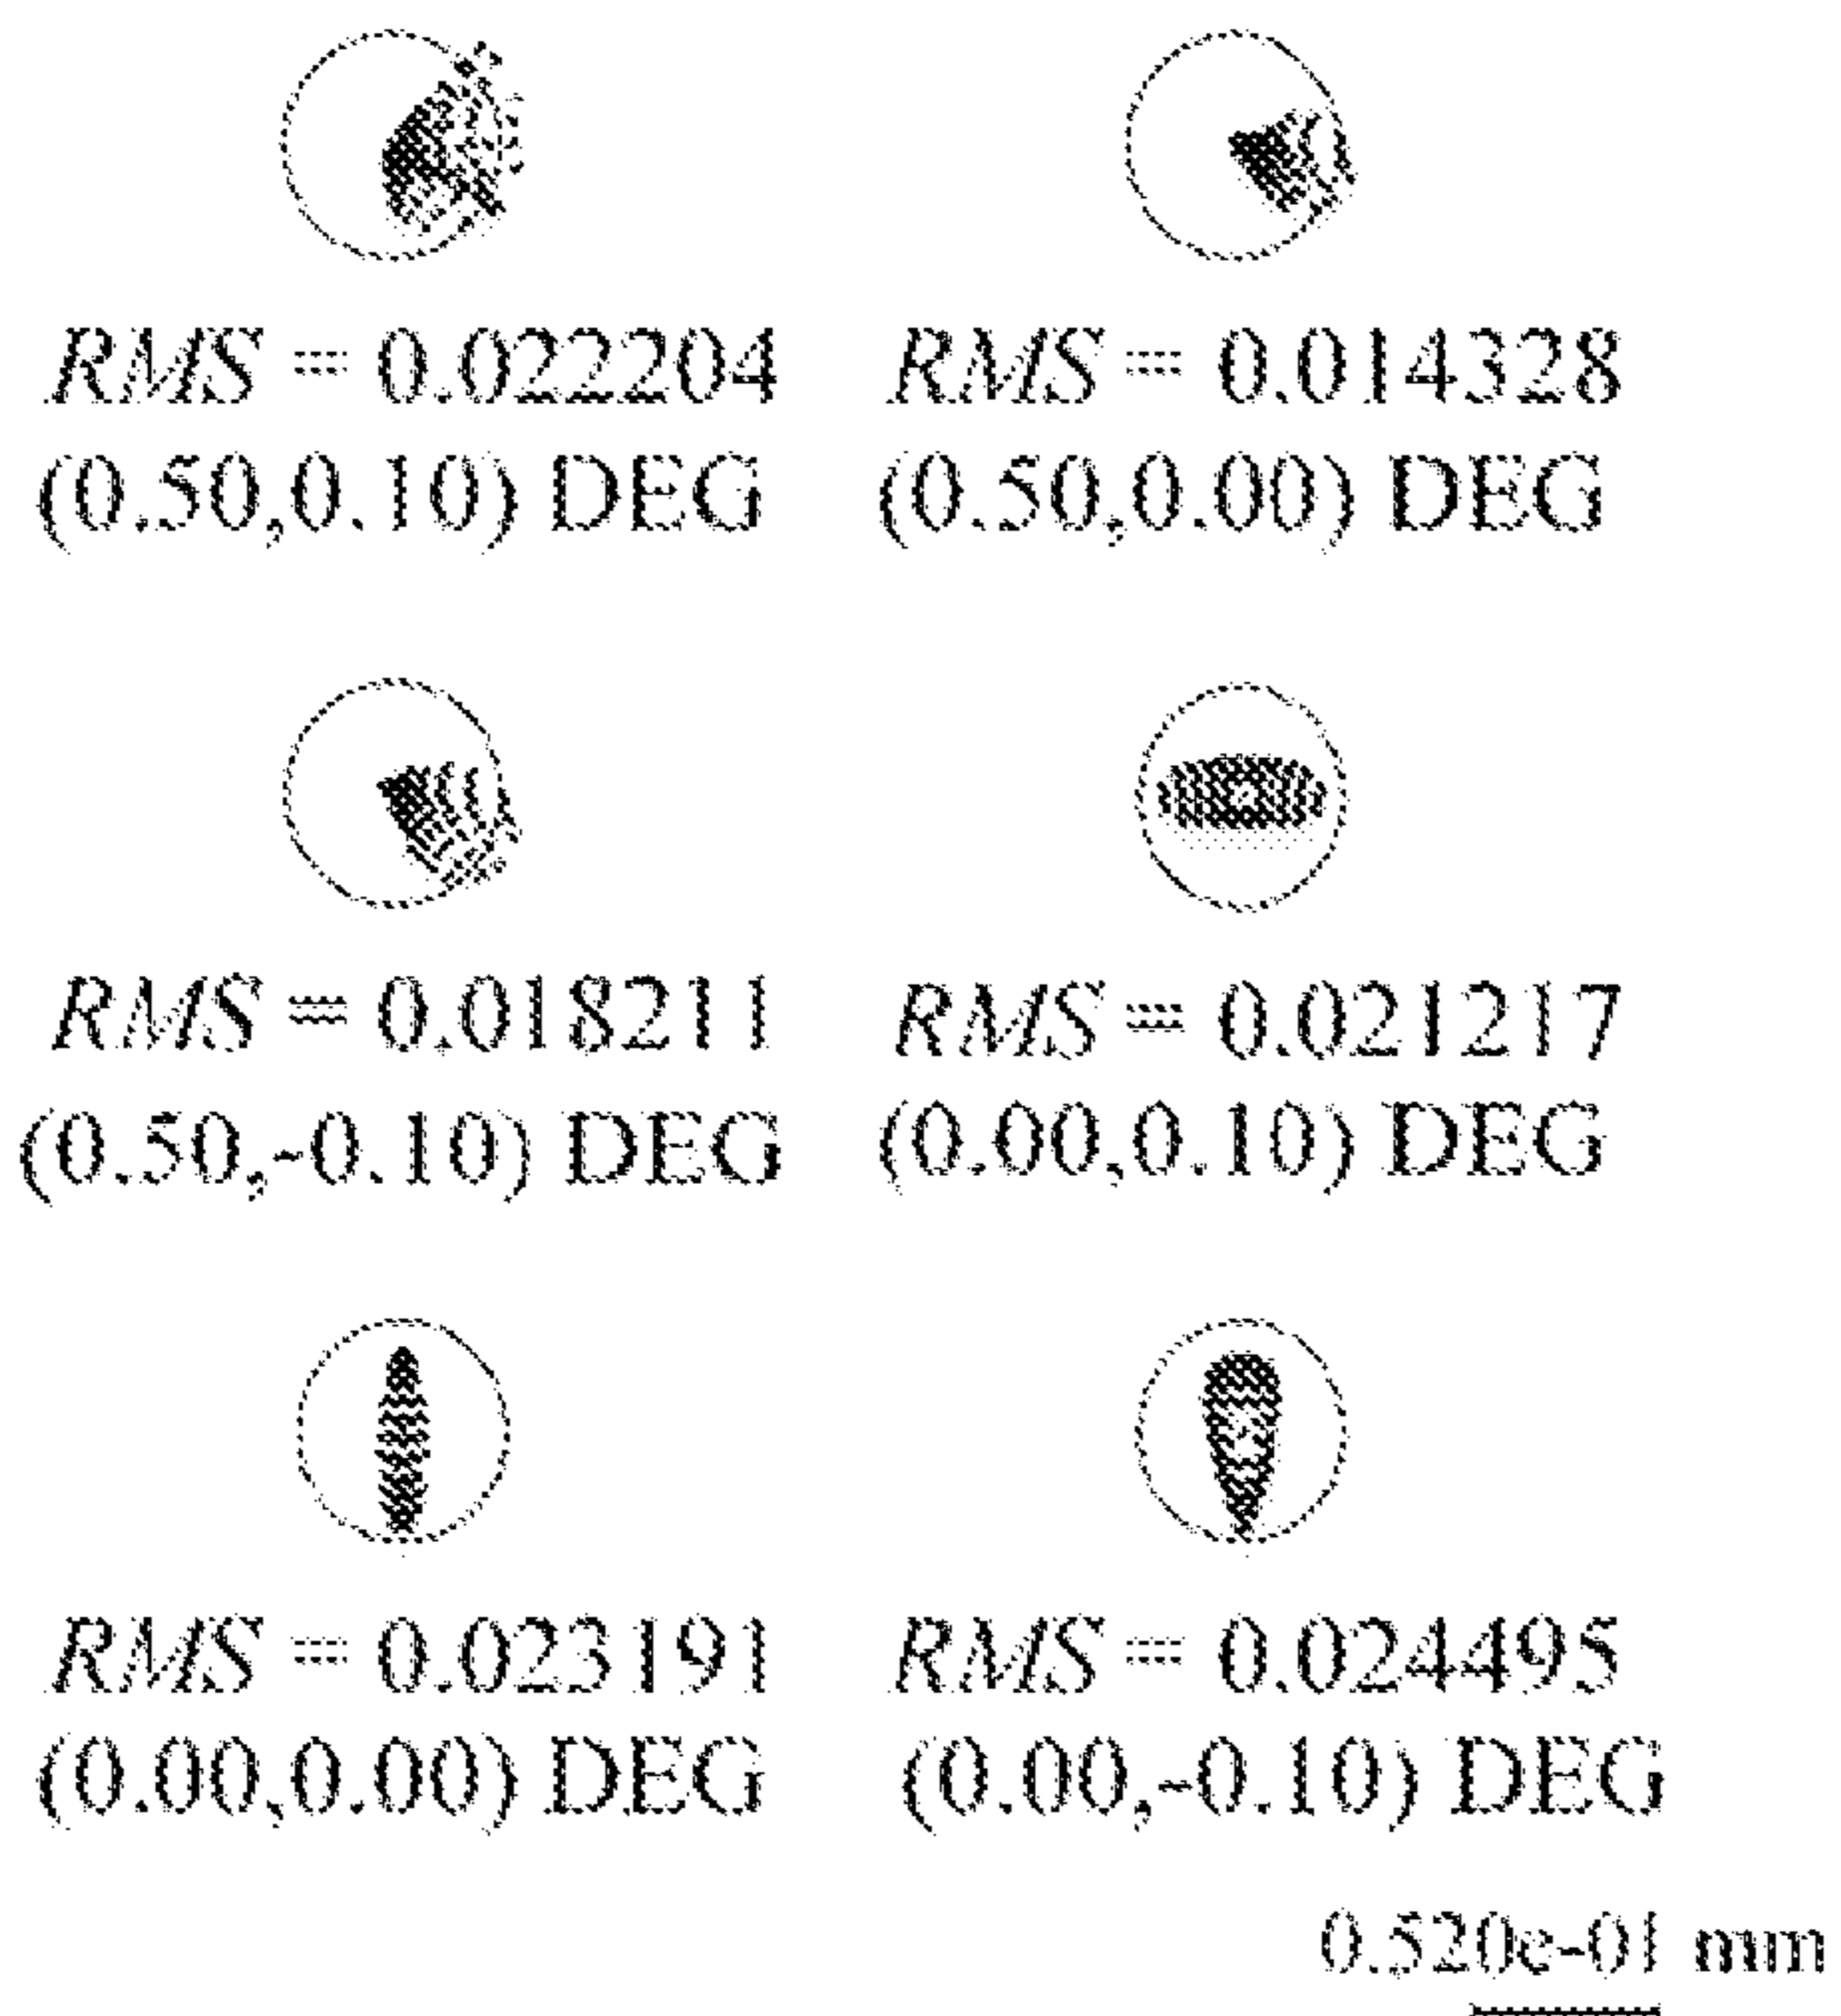 RMS = 0.022204
(0.50,0.10) DEG
RMS = 0.014328
(0.50,0.00) DEG
RMS = 0.018211
(0.50,-0.10) DEG
RMS = 0.021217
(0.00,0.10) DEG
RMS = 0.023191
(0.00,0.00) DEG
RMS = 0.024495
(0.00,-0.10) DEG
0.520e-01 mm